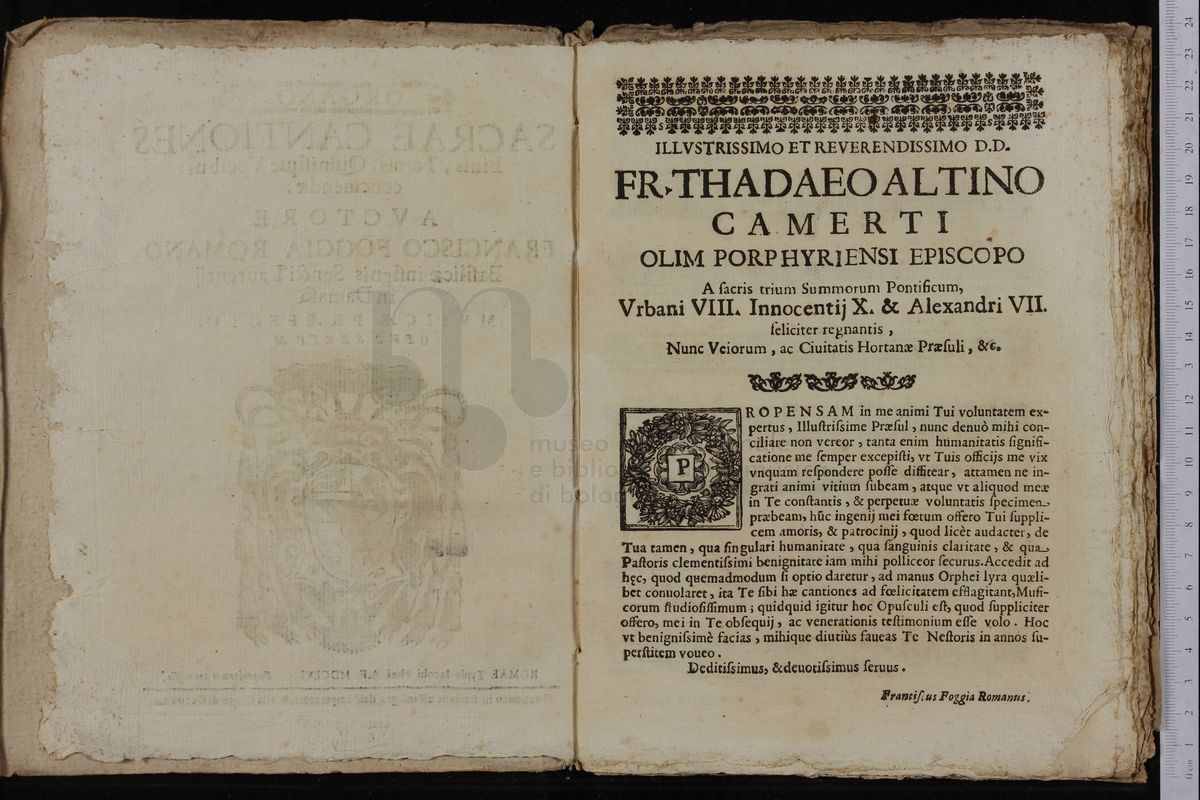 ILLVSTRISSIMO ET REVERENDISSIMO D.D.
FR. THADAEO ALTINO
CAMERTI
OLIM PORPHYRIENSI EPISCOPO
A sacris trium Summorum Pontificum,
Vrbani VIII. Innocentij X. & Alexandri VII.
feliciter regnantis,
Nunc Veiorum, ac Ciuitatis Hortanæ Præsuli, &c.
PROPENSAM in me animi Tui voluntatem ex-
pertus, Illustrissime Præsul, nunc denuò mihi con-
ciliare non vereor, tanta enim humanitatis signifi-
catione me semper excepisti, vt Tuis officijs me vix
vnquam respondere posse diffitear, attamen ne in-
grati animi vitium subeam, atque vt aliquod meæ
in Te constantis, & perpetuæ voluntatis specimen
præbeam, hũc ingenij mei fœtum offero Tui suppli-
cem amoris, & patrocinij, quod licèt audacter, de
Tua tamen, qua singulari humanitate, qua sanguinis claritate, & qua
Pastoris clementissimi benignitate iam mihi polliceor securus. Accedit ad
hęc, quod quemadmodum si optio daretur, ad manus Orphei lyra quæli-
bet conuolaret, ita Te sibi hæ cantiones ad fœlicitatem efflagitant, Musi-
corum studiosissimum; quidquid igitur hoc Opusculi est, quod suppliciter
offero, mei in Te obsequij, ac venerationis testimonium esse volo. Hoc
vt benignissimè facias, mihique diutiùs faueas Te Nestoris in annos su-
perstitem voueo.
Deditissimus, & deuotissimus seruus.
Franciscus Foggia Romanus.
museo
e biblio
di bolo